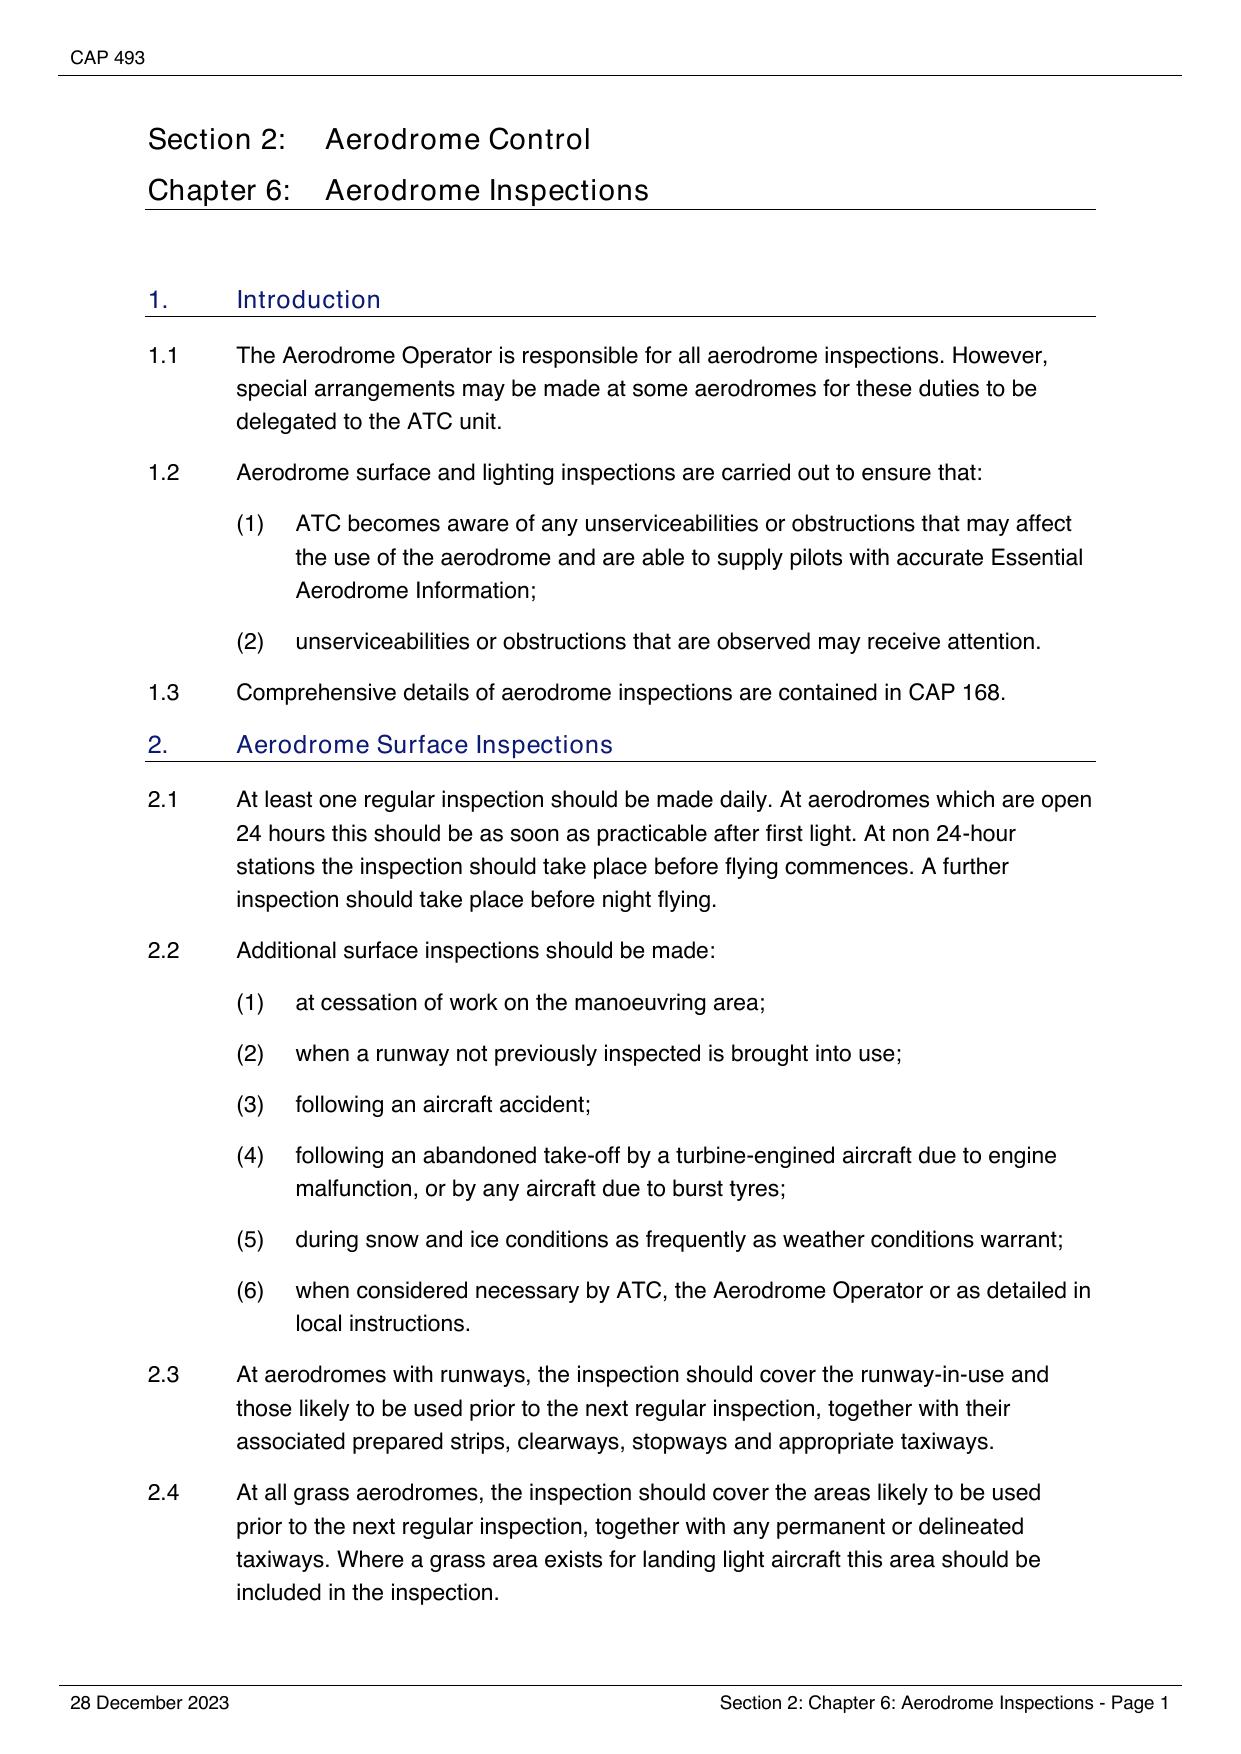 CAP 493
Section 2: Aerodrome Control
Chapter 6: Aerodrome Inspections
1. Introduction
1.1 The Aerodrome Operator is responsible for all aerodrome inspections. However,
special arrangements may be made at some aerodromes for these duties to be
delegated to the ATC unit.
1.2 Aerodrome surface and lighting inspections are carried out to ensure that:
(1) ATC becomes aware of any unserviceabilities or obstructions that may affect
the use of the aerodrome and are able to supply pilots with accurate Essential
Aerodrome Information;
(2) unserviceabilities or obstructions that are observed may receive attention.
1.3 Comprehensive details of aerodrome inspections are contained in CAP 168.
2. Aerodrome Surface Inspections
2.1 At least one regular inspection should be made daily. At aerodromes which are open
24 hours this should be as soon as practicable after first light. At non 24-hour
stations the inspection should take place before flying commences. A further
inspection should take place before night flying.
2.2 Additional surface inspections should be made:
(1) at cessation of work on the manoeuvring area;
(2) when a runway not previously inspected is brought into use;
(3) following an aircraft accident;
(4) following an abandoned take-off by a turbine-engined aircraft due to engine
malfunction, or by any aircraft due to burst tyres;
(5) during snow and ice conditions as frequently as weather conditions warrant;
(6) when considered necessary by ATC, the Aerodrome Operator or as detailed in
local instructions.
2.3 At aerodromes with runways, the inspection should cover the runway-in-use and
those likely to be used prior to the next regular inspection, together with their
associated prepared strips, clearways, stopways and appropriate taxiways.
2.4 At all grass aerodromes, the inspection should cover the areas likely to be used
prior to the next regular inspection, together with any permanent or delineated
taxiways. Where a grass area exists for landing light aircraft this area should be
included in the inspection.
28 December 2023 Section 2: Chapter 6: Aerodrome Inspections - Page 1